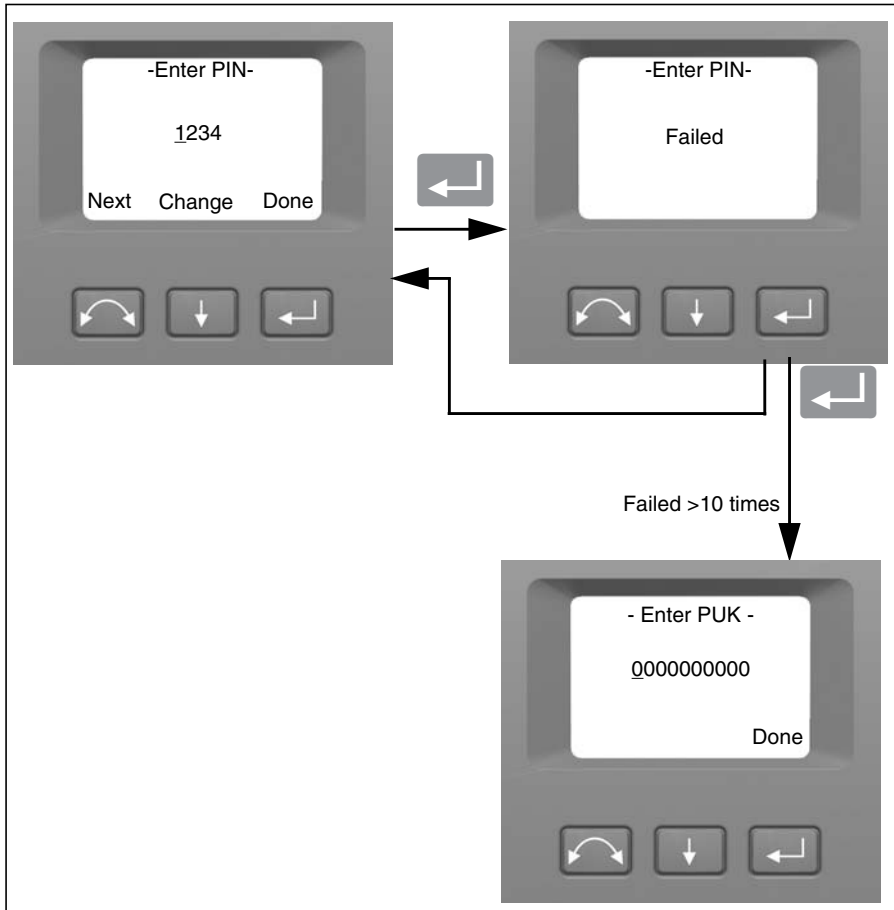 -Enter PIN-
1234
Next Change Done
-Enter PIN-
Failed
Failed >10 times
- Enter PUK -
0000000000
Done